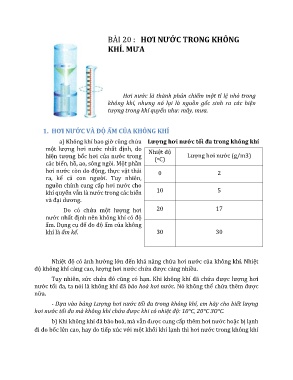 BÀI 20 : HƠI NƯỚC TRONG KHÔNG
KHÍ. MƯA
Hơi nước là thành phần chiếm một tỉ lệ nhỏ trong
không khí, nhưng nó lại là nguồn gốc sinh ra các hiện
tượng trong khí quyển như: mây, mưa.
1. HƠI NƯỚC VÀ ĐỘ ẨM CỦA KHÔNG KHÍ
a) Không khí bao giờ cũng chứa
một lượng hơi nước nhất định, do
hiện tượng bốc hơi của nước trong
các biển, hồ, ao, sông ngòi. Một phần
hơi nước còn do động, thực vật thải
ra, kể cả con người. Tuy nhiên,
nguồn chính cung cấp hơi nước cho
khí quyển vẫn là nước trong các biển
và đại dương.
Do có chứa một lượng hơi
nước nhất định nên không khí có độ
ẩm. Dụng cụ để đo độ ẩm của không
khí là ẩm kế.
Lượng hơi nước tối đa trong không khí
Nhiệt độ (ºC) Lượng hơi nước (g/m3)
0 2
10 5
20 17
30 30
Nhiệt độ có ảnh hưởng lớn đến khả năng chứa hơi nước của không khí. Nhiệt
độ không khí càng cao, lượng hơi nước chứa được càng nhiều.
Tuy nhiên, sức chứa đó cũng có hạn. Khi không khí đã chứa được lượng hơi
nước tối đa, ta nói là không khí đã bão hoà hơi nước. Nó không thể chứa thêm được
nữa.
- Dựa vào bảng Lượng hơi nước tối đa trong không khí, em hãy cho biết lượng
hơi nước tối đa mà không khí chứa được khi có nhiệt độ: 10°C, 20°C 30°C.
b) Khi không khí đã bão hoà, mà vẫn được cung cấp thêm hơi nước hoặc bị lạnh
đi do bốc lên cao, hay do tiếp xúc với một khối khí lạnh thì hơi nước trong không khí